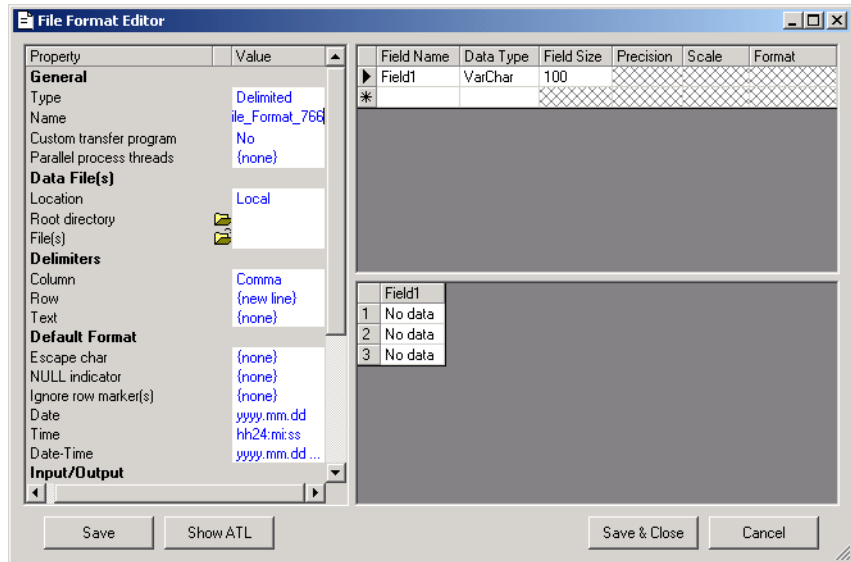 File Format Editor
Property Value
General
Type Delimited
Name ile_Format_766
Custom transfer program No
Parallel process threads {none}
Data File(s)
Location Local
Root directory
File(s)
Delimiters
Column Comma
Row {new line}
Text {none}
Default Format
Escape char {none}
NULL indicator {none}
Ignore row marker(s) {none}
Date yyyy.mm.dd
Time hh24:mi:ss
Date-Time yyyy.mm.dd ...
Input/Output
Field Name Data Type Field Size Precision Scale Format
Field1 VarChar 100
Field1
1 No data
2 No data
3 No data
Save Show ATL Save & Close Cancel